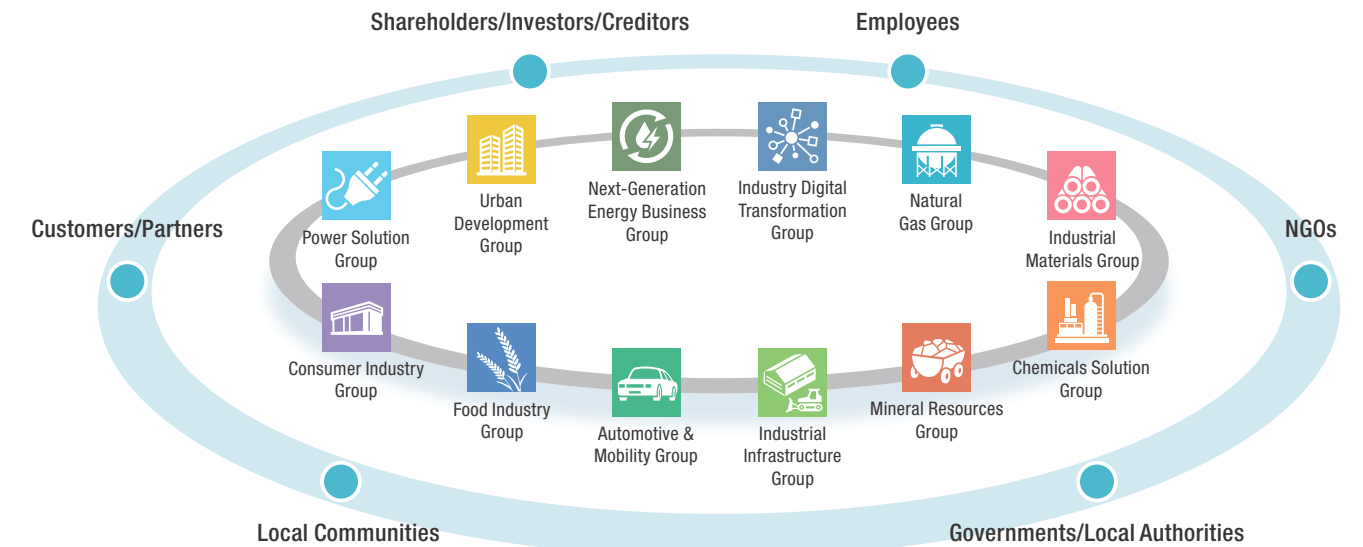 Shareholders/Investors/Creditors
Employees
Customers/Partners
NGOs
Power Solution
Group
Urban
Development
Group
Next-Generation
Energy Business
Group
Industry Digital
Transformation
Group
Natural
Gas Group
Industrial
Materials Group
Consumer Industry
Group
Food Industry
Group
Automotive &
Mobility Group
Industrial
Infrastructure
Group
Mineral Resources
Group
Chemicals Solution
Group
Local Communities
Governments/Local Authorities